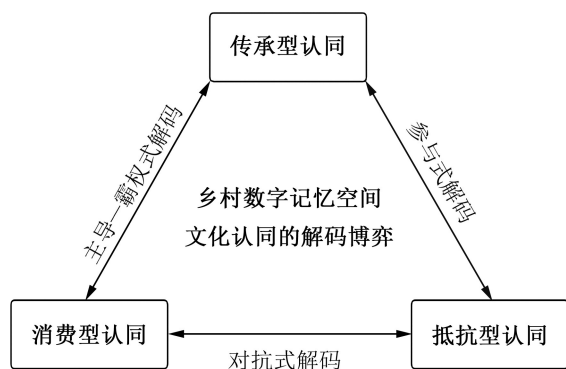 传承型认同
主导—霸权式解码
参与式解码
乡村数字记忆空间
文化认同的解码博弈
消费型认同
抵抗型认同
对抗式解码